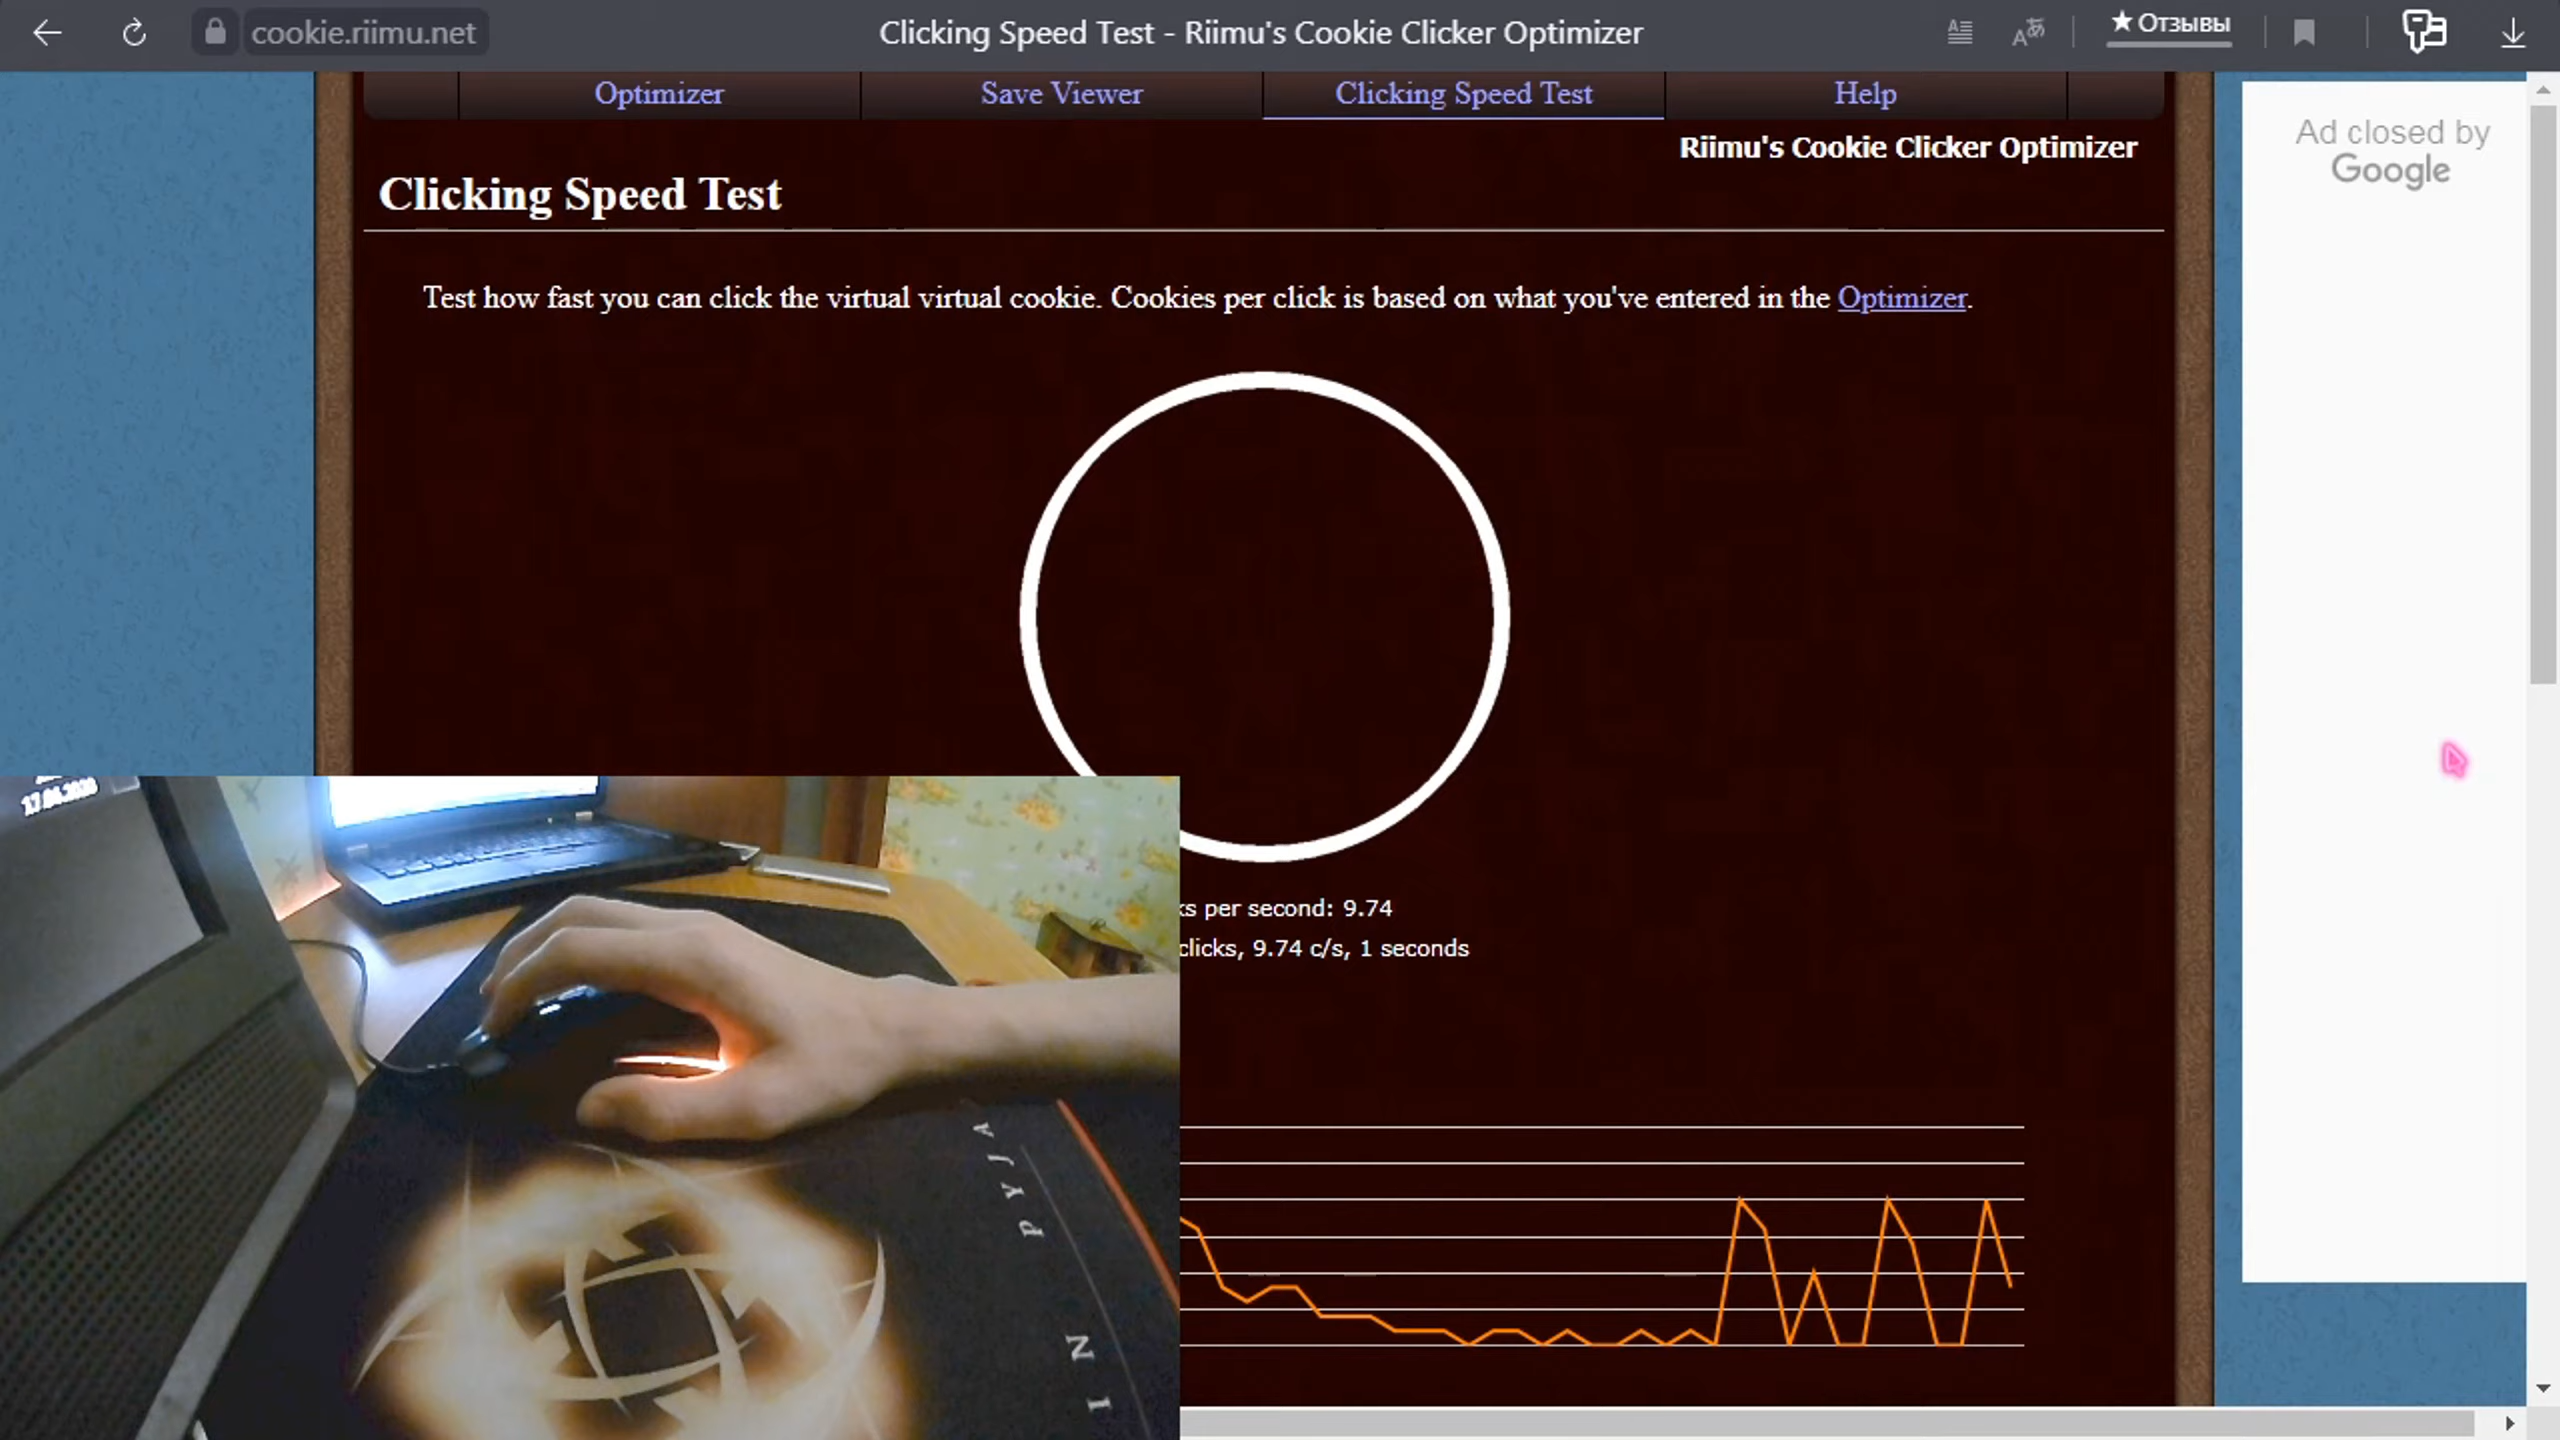 cookie.riimu.net
Clicking Speed Test - Riimu's Cookie Clicker Optimizer
★ Отзывы
Optimizer
Save Viewer
Clicking Speed Test
Help
Ad closed by
Google
Riimu's Cookie Clicker Optimizer
Clicking Speed Test
Test how fast you can click the virtual virtual cookie. Cookies per click is based on what you've entered in the Optimizer.
per second: 9.74
clicks, 9.74 c/s, 1 seconds